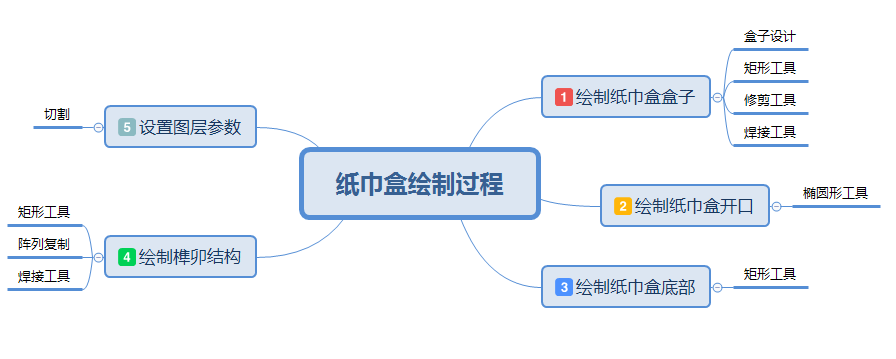 纸巾盒绘制过程
1 绘制纸巾盒盒子
盒子设计
矩形工具
修剪工具
焊接工具
2 绘制纸巾盒开口
椭圆形工具
3 绘制纸巾盒底部
矩形工具
4 绘制榫卯结构
矩形工具
阵列复制
焊接工具
5 设置图层参数
切割